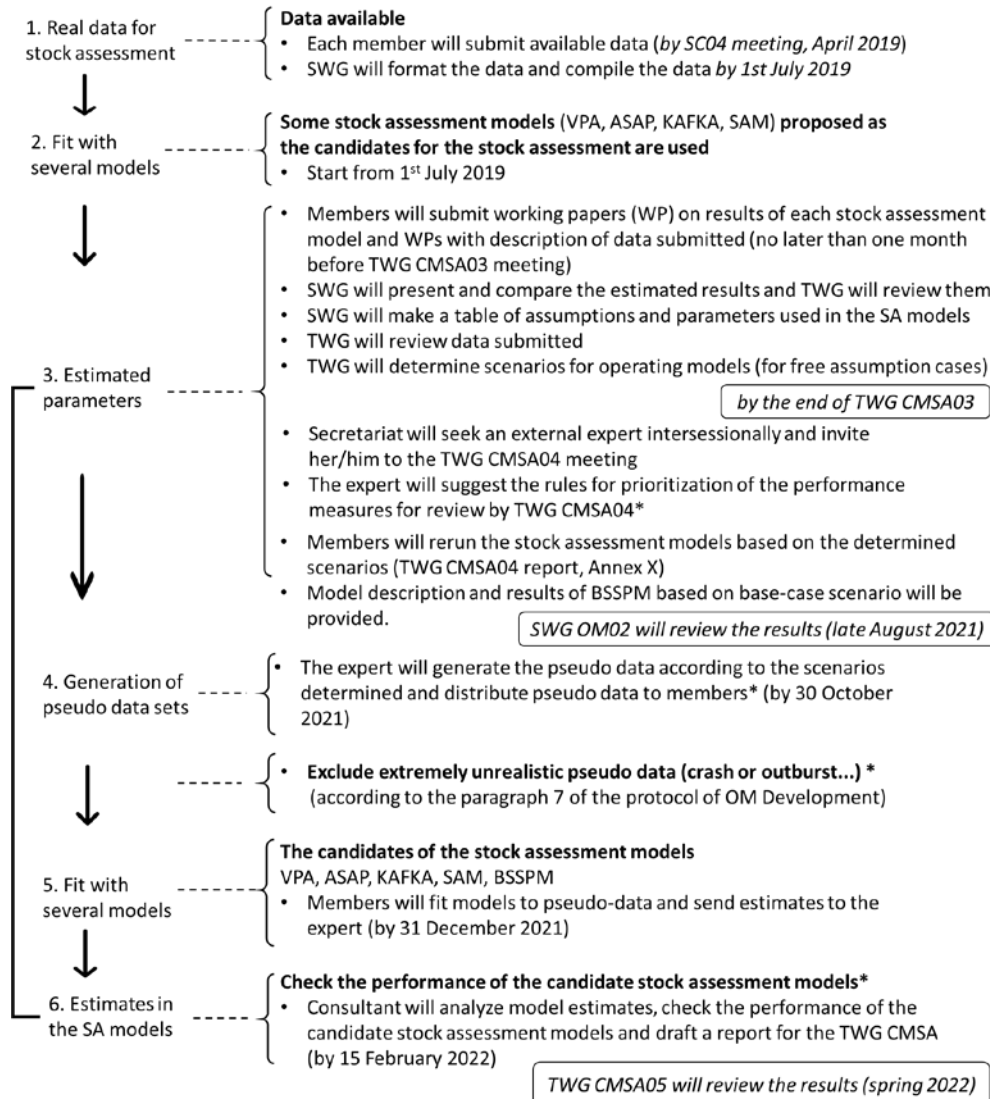 1. Real data for
stock assessment
Data available
• Each member will submit available data (by SC04 meeting, April 2019)
• SWG will format the data and compile the data by 1st July 2019
2. Fit with
several models
Some stock assessment models (VPA, ASAP, KAFKA, SAM) proposed as
the candidates for the stock assessment are used
• Start from 1st July 2019
3. Estimated
parameters
• Members will submit working papers (WP) on results of each stock assessment
model and WPs with description of data submitted (no later than one month
before TWG CMSA03 meeting)
• SWG will present and compare the estimated results and TWG will review them
• SWG will make a table of assumptions and parameters used in the SA models
• TWG will review data submitted
• TWG will determine scenarios for operating models (for free assumption cases)
by the end of TWG CMSA03
• Secretariat will seek an external expert intersessionally and invite
her/him to the TWG CMSA04 meeting
• The expert will suggest the rules for prioritization of the performance
measures for review by TWG CMSA04*
• Members will rerun the stock assessment models based on the determined
scenarios (TWG CMSA04 report, Annex X)
• Model description and results of BSSPM based on base-case scenario will be
provided.
SWG OM02 will review the results (late August 2021)
4. Generation of
pseudo data sets
• The expert will generate the pseudo data according to the scenarios
determined and distribute pseudo data to members* (by 30 October
2021)
• Exclude extremely unrealistic pseudo data (crash or outburst...) *
(according to the paragraph 7 of the protocol of OM Development)
5. Fit with
several models
The candidates of the stock assessment models
VPA, ASAP, KAFKA, SAM, BSSPM
• Members will fit models to pseudo-data and send estimates to the
expert (by 31 December 2021)
6. Estimates in
the SA models
Check the performance of the candidate stock assessment models*
• Consultant will analyze model estimates, check the performance of the
candidate stock assessment models and draft a report for the TWG CMSA
(by 15 February 2022)
TWG CMSA05 will review the results (spring 2022)